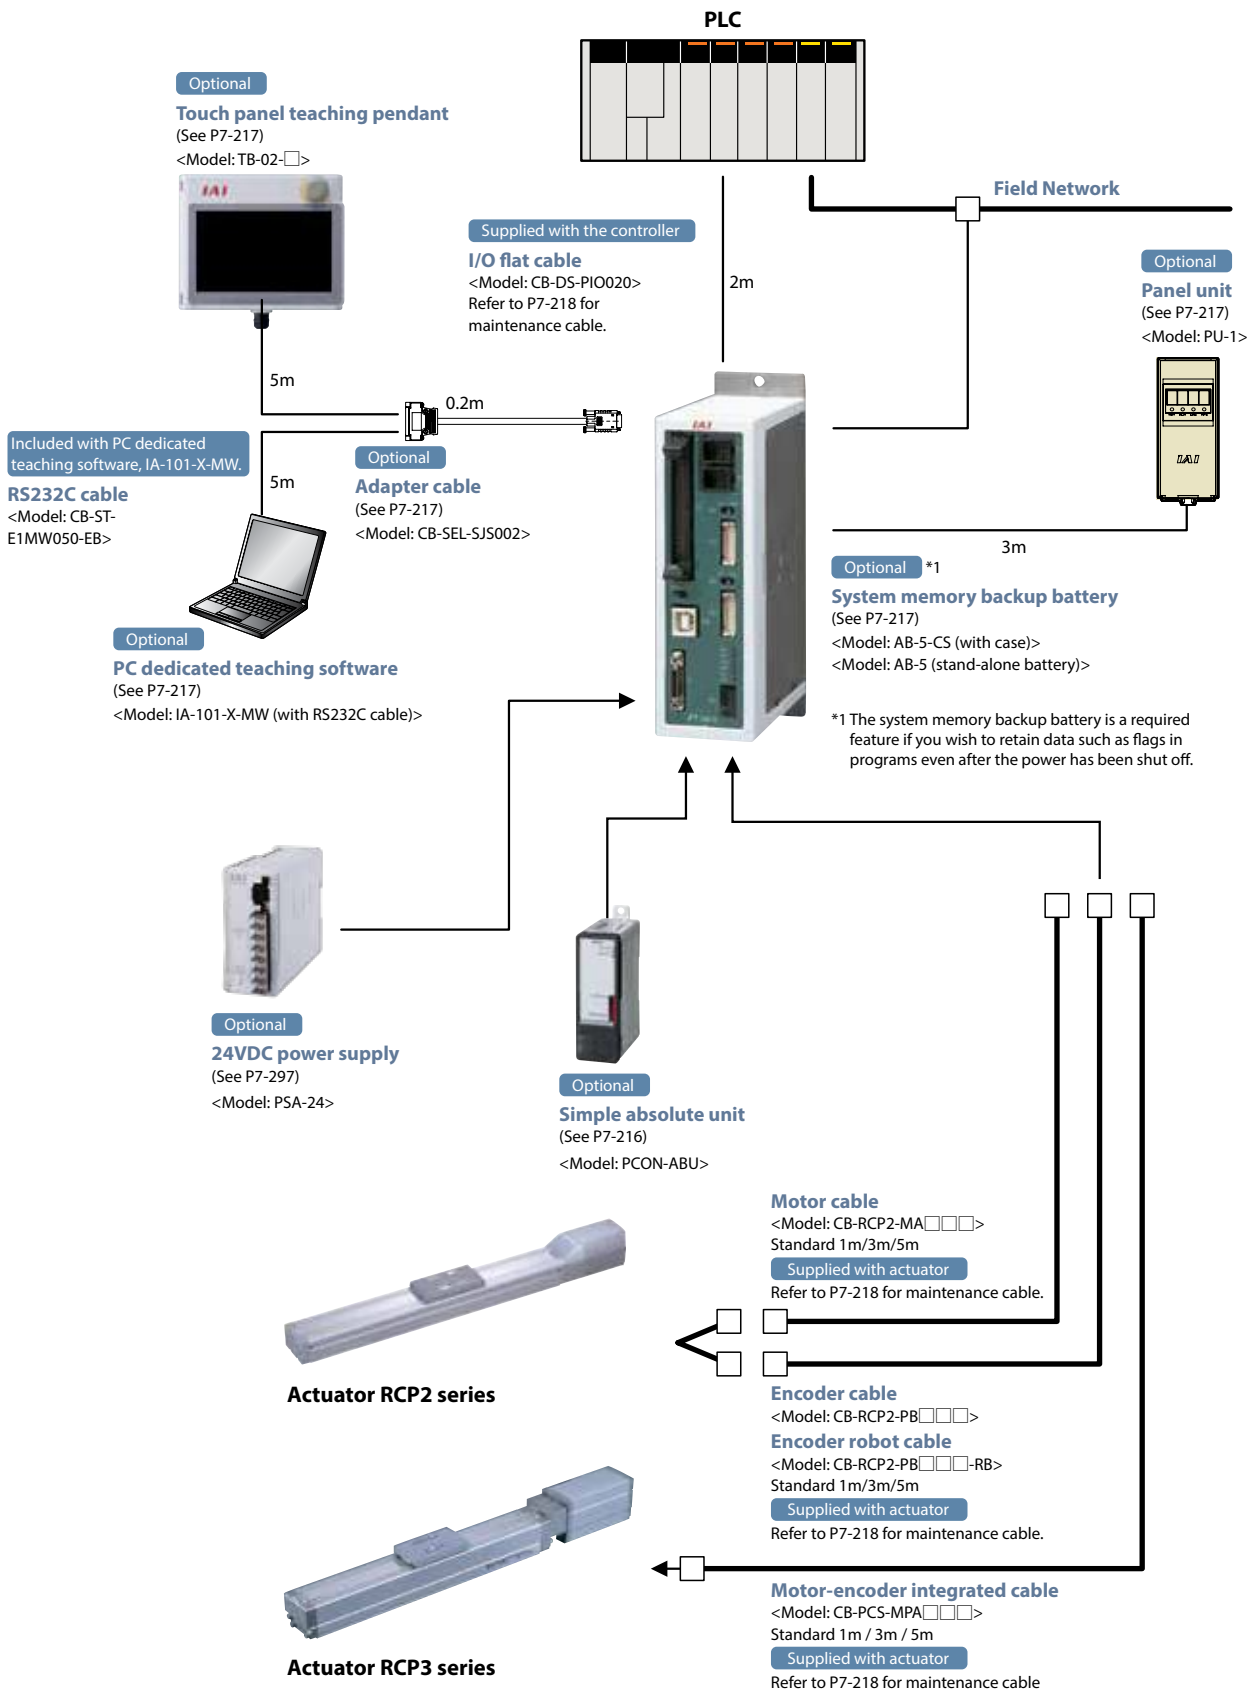 PLC
Optional
Touch panel teaching pendant
(See P7-217)
<Model: TB-02-□>
IAI
Field Network
Supplied with the controller
I/O flat cable
<Model: CB-DS-PIO020>
Refer to P7-218 for
maintenance cable.
2m
Optional
Panel unit
(See P7-217)
<Model: PU-1>
IAI
5m
0.2m
IAI
Included with PC dedicated
teaching software, IA-101-X-MW.
RS232C cable
<Model: CB-ST-
E1MW050-EB>
5m
Optional
Adapter cable
(See P7-217)
<Model: CB-SEL-SJS002>
3m
Optional *1
System memory backup battery
(See P7-217)
<Model: AB-5-CS (with case)>
<Model: AB-5 (stand-alone battery)>
Optional
PC dedicated teaching software
(See P7-217)
<Model: IA-101-X-MW (with RS232C cable)>
*1 The system memory backup battery is a required
feature if you wish to retain data such as flags in
programs even after the power has been shut off.
Optional
24VDC power supply
(See P7-297)
<Model: PSA-24>
Optional
Simple absolute unit
(See P7-216)
<Model: PCON-ABU>
Motor cable
<Model: CB-RCP2-MA□□□>
Standard 1m/3m/5m
Supplied with actuator
Refer to P7-218 for maintenance cable.
Actuator RCP2 series
Encoder cable
<Model: CB-RCP2-PB□□□>
Encoder robot cable
<Model: CB-RCP2-PB□□□-RB>
Standard 1m/3m/5m
Supplied with actuator
Refer to P7-218 for maintenance cable.
Actuator RCP3 series
Motor-encoder integrated cable
<Model: CB-PCS-MPA□□□>
Standard 1m / 3m / 5m
Supplied with actuator
Refer to P7-218 for maintenance cable